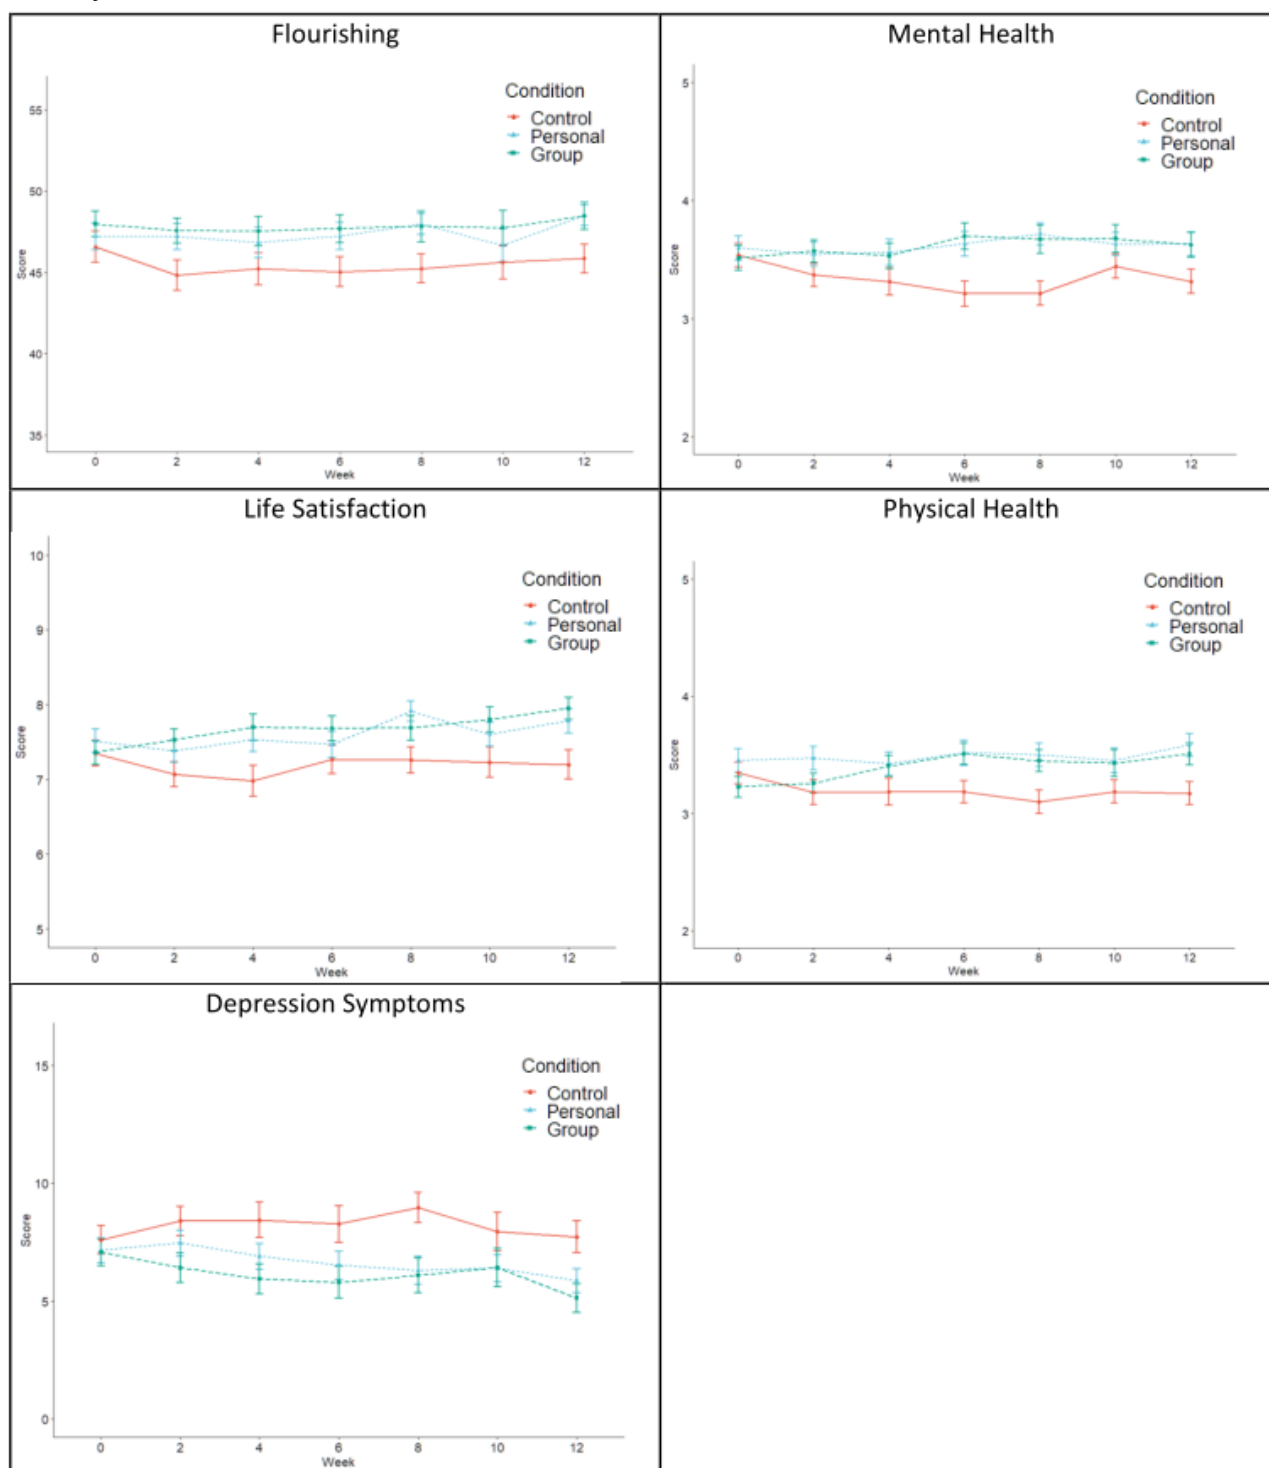 Flourishing
Condition
Control
Personal
Group
55
50
45
40
35
Score
0 2 4 6 8 10 12
Week
Mental Health
Condition
Control
Personal
Group
5
4
3
2
Score
0 2 4 6 8 10 12
Week
Life Satisfaction
Condition
Control
Personal
Group
10
9
8
7
6
5
Score
0 2 4 6 8 10 12
Week
Physical Health
Condition
Control
Personal
Group
5
4
3
2
Score
0 2 4 6 8 10 12
Week
Depression Symptoms
Condition
Control
Personal
Group
15
10
5
0
Score
0 2 4 6 8 10 12
Week